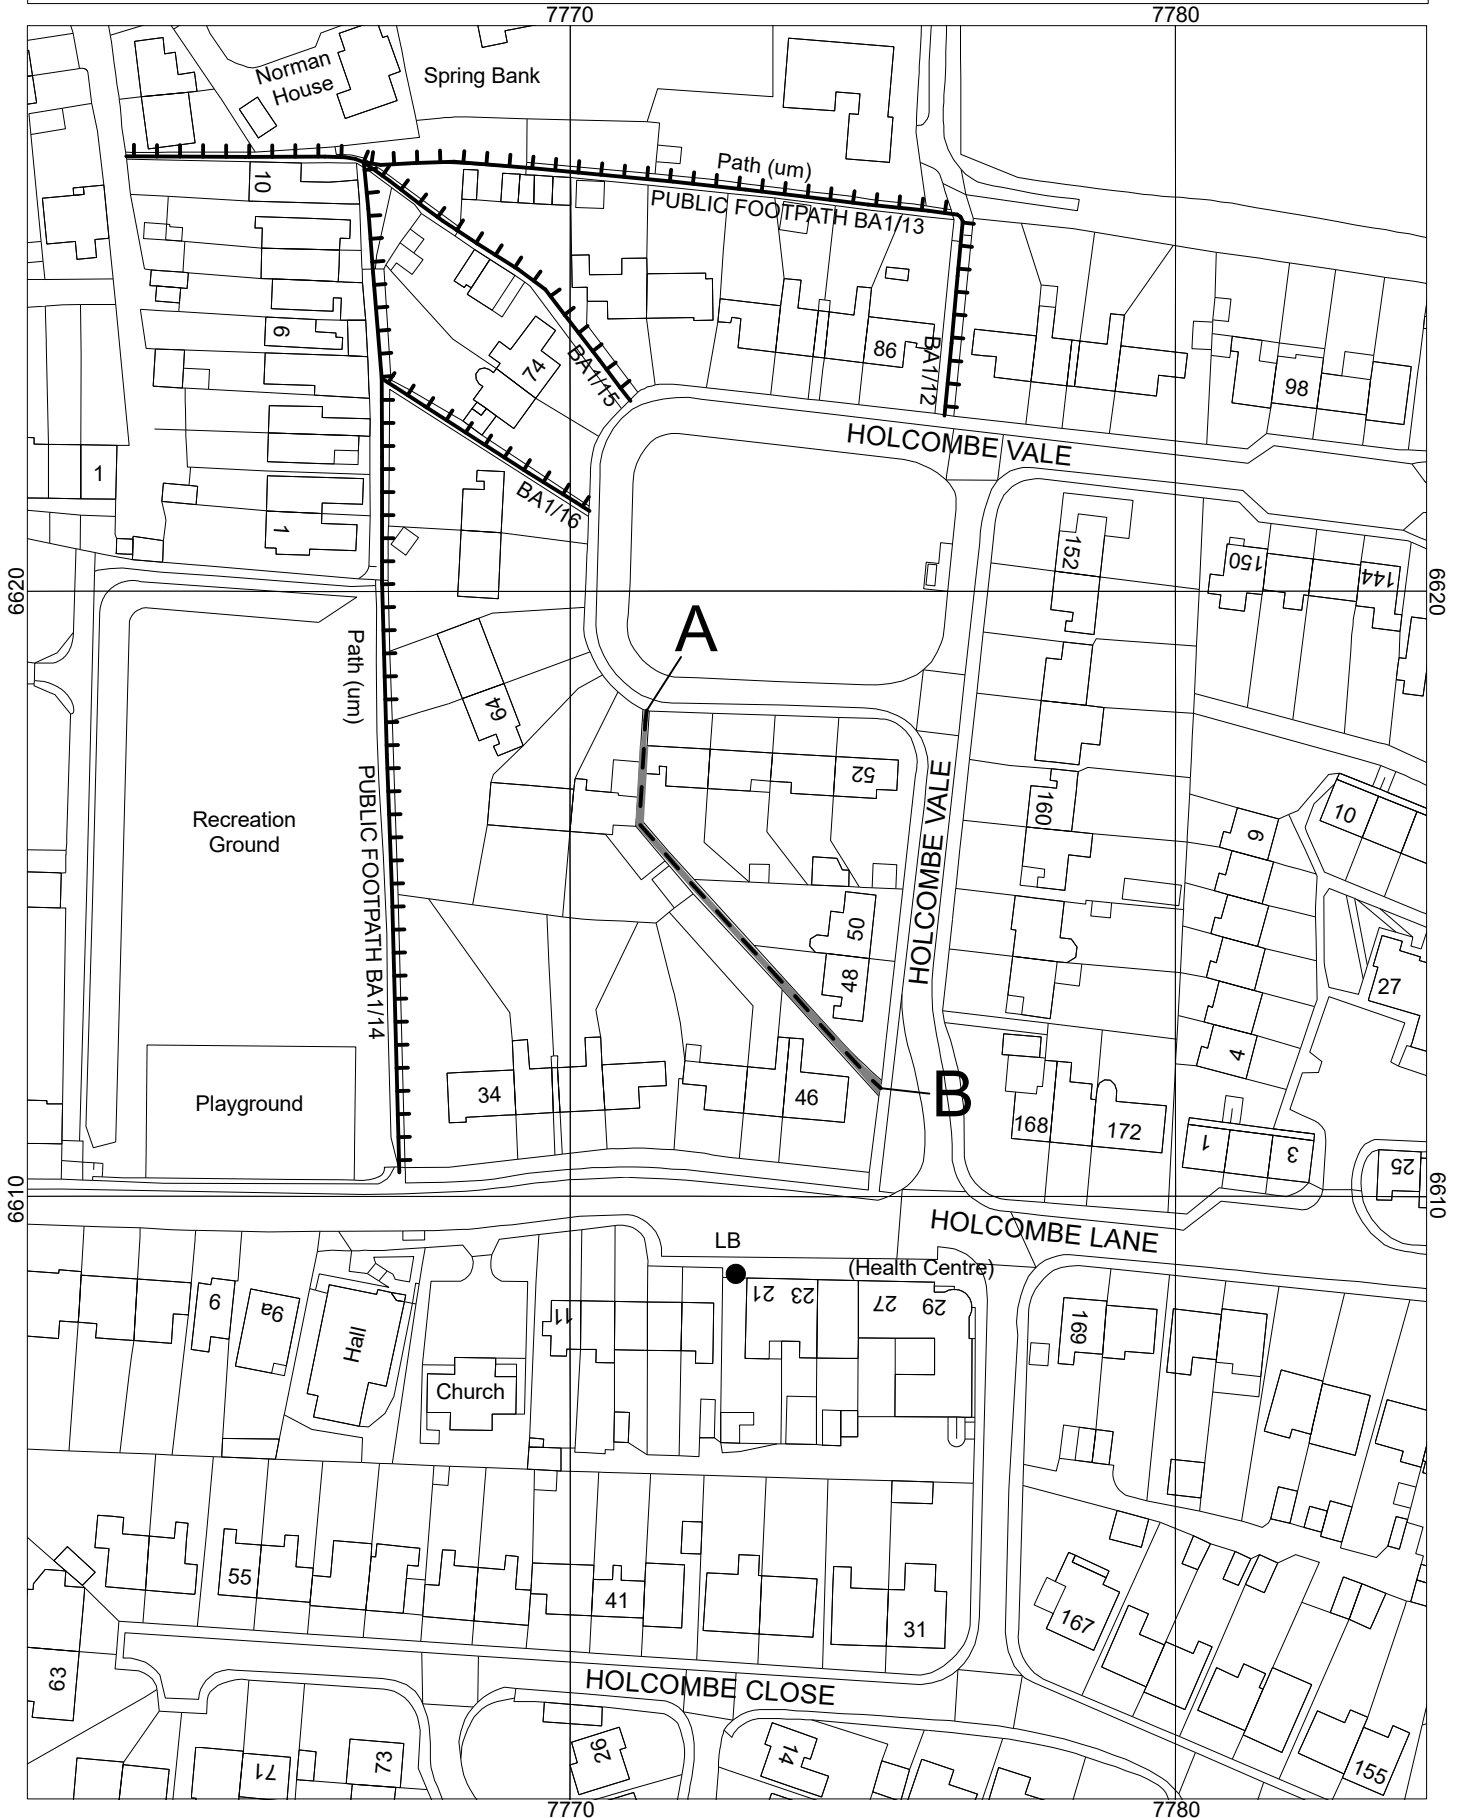 7770
7780
Norman
House
Spring Bank
Path (um)
PUBLIC FOOTPATH BA1/13
10
6
74
BA1/15
86
BA1/12
98
HOLCOMBE VALE
1
1
BA1/16
152
150
144
6620
6620
A
Path (um)
64
52
HOLCOMBE VALE
160
10
9
Recreation
Ground
PUBLIC FOOTPATH BA1/14
50
48
27
4
34
46
B
168
172
Playground
1
3
25
6610
6610
HOLCOMBE LANE
LB
(Health Centre)
9
9a
Hall
11
21
23
27
29
169
Church
55
41
31
167
63
HOLCOMBE CLOSE
71
73
26
14
155
7770
7780